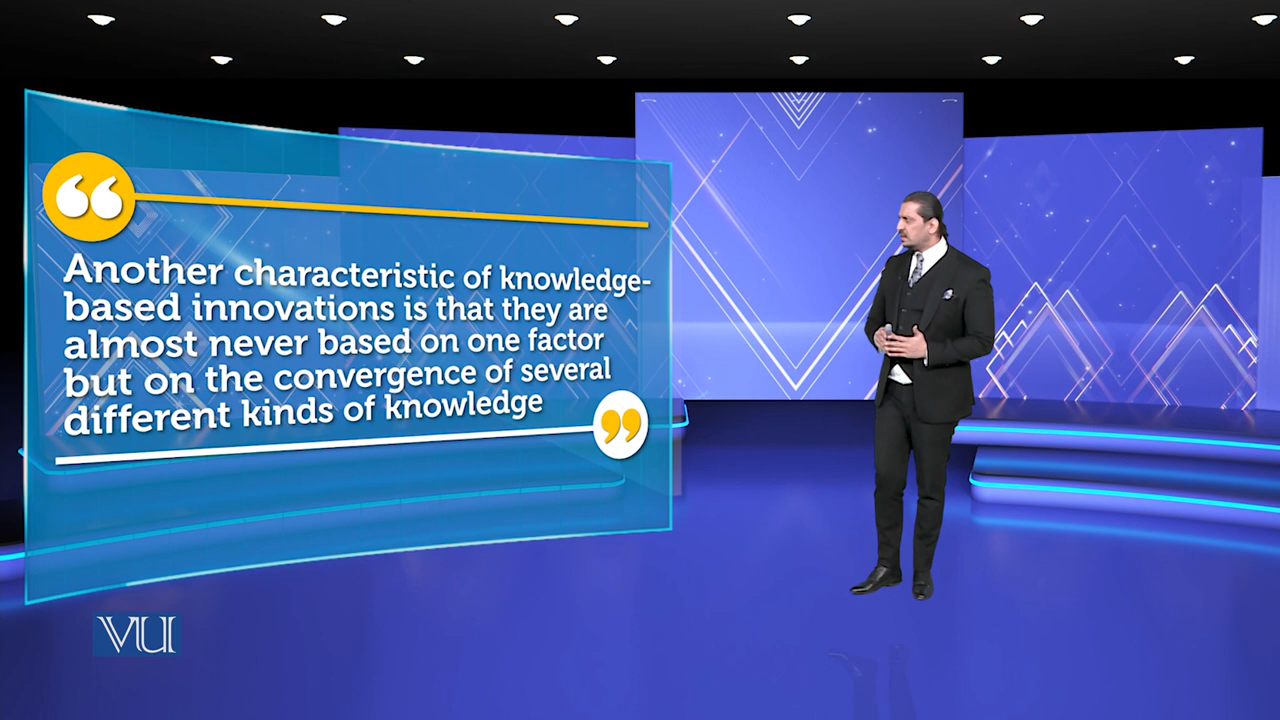 Another characteristic of knowledge-
based innovations is that they are
almost never based on one factor
but on the convergence of several
different kinds of knowledge
VU